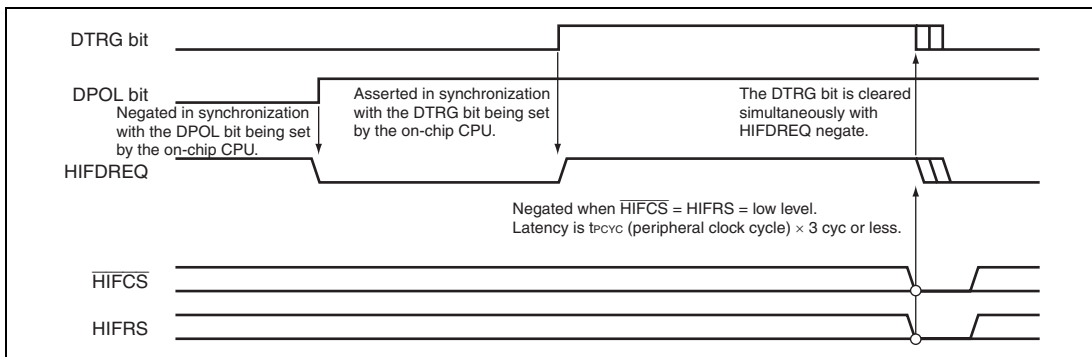 DTRG bit
DPOL bit
Negated in synchronization
with the DPOL bit being set
by the on-chip CPU.
Asserted in synchronization
with the DTRG bit being set
by the on-chip CPU.
The DTRG bit is cleared
simultaneously with
HIFDREQ negate.
HIFDREQ
Negated when HIFCS = HIFRS = low level.
Latency is tPCYC (peripheral clock cycle) × 3 cyc or less.
HIFCS
HIFRS